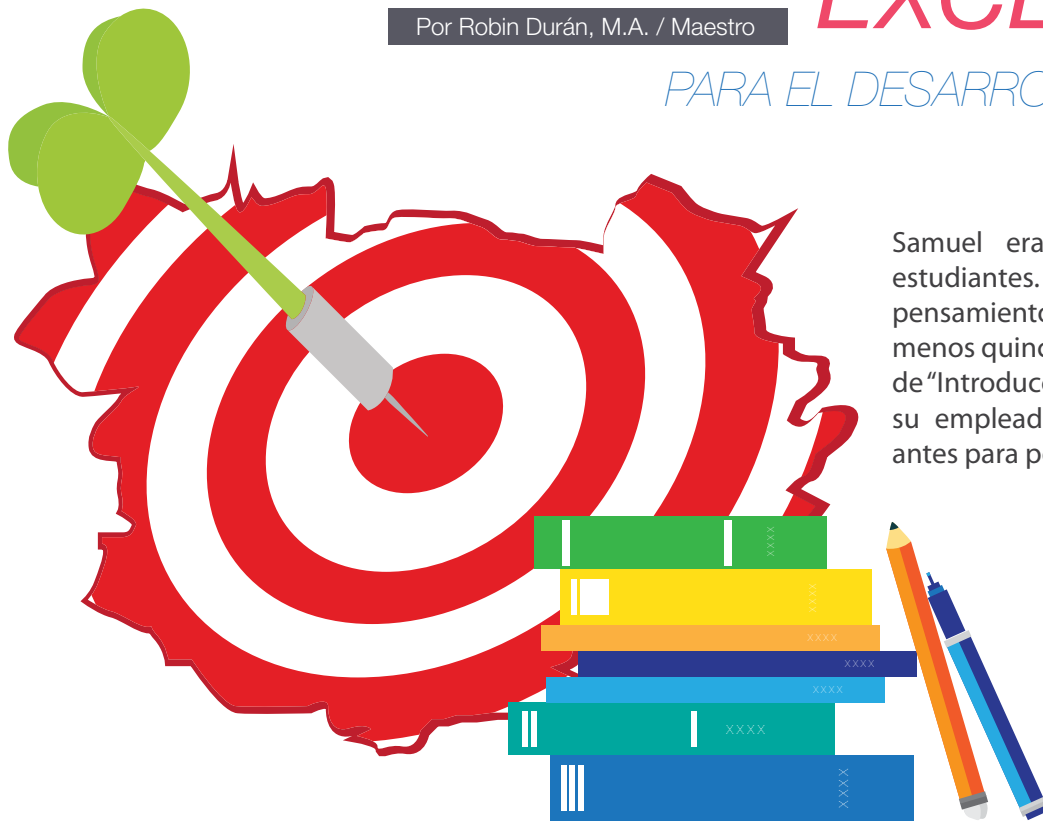 Por Robin Durán, M.A. / Maestro
EXCE
PARA EL DESARRO
Samuel era
estudiantes.
pensamiento
menos quinc
de “Introducc
su emplead
antes para p
XXXX
XXXX
XXXX
XXXX
XXXX
XXXX
XXXX